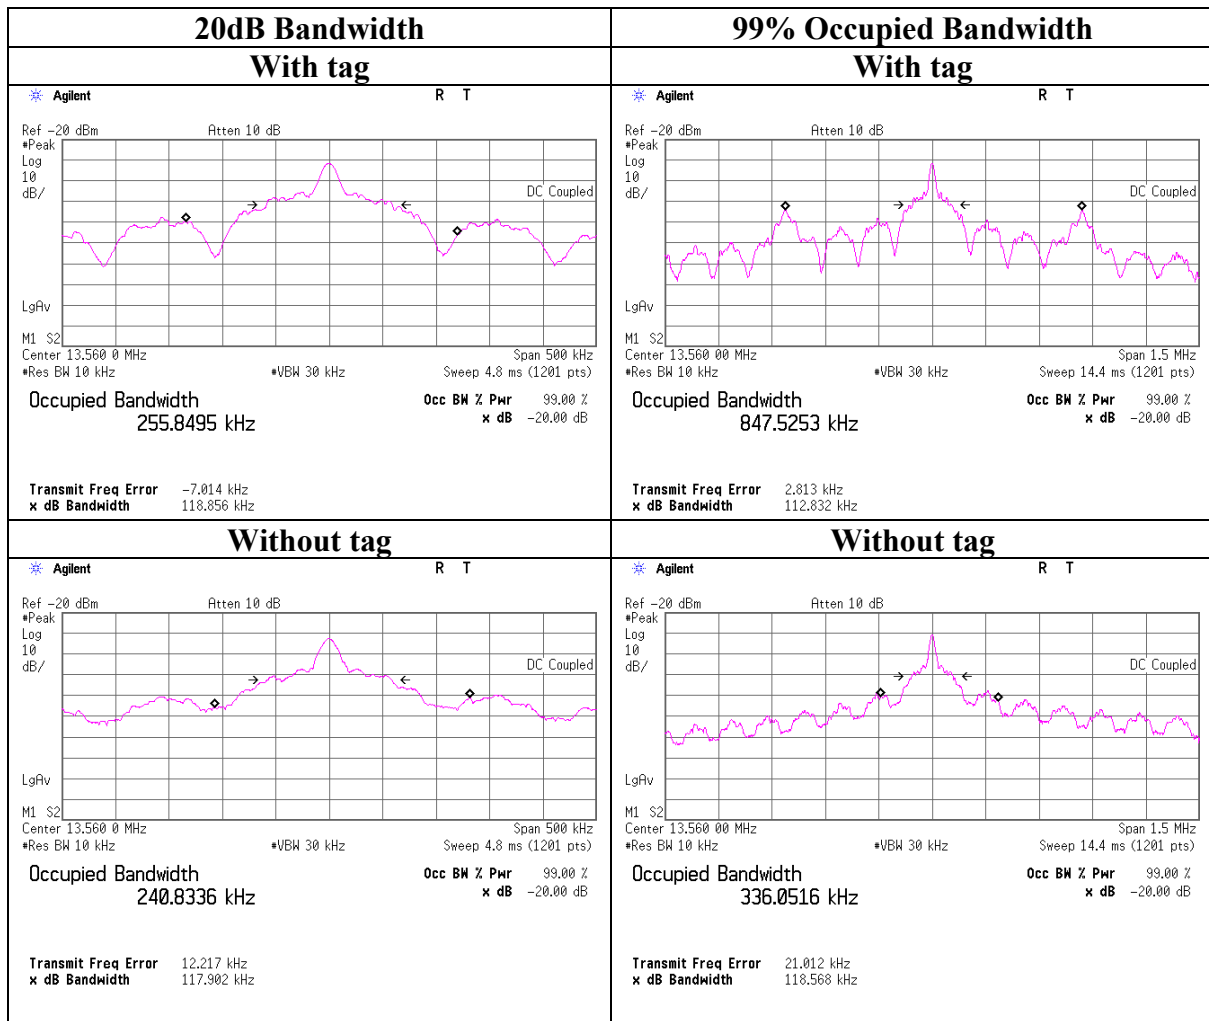 20dB Bandwidth
99% Occupied Bandwidth
With tag
With tag
Agilent R T
Ref -20 dBm Atten 10 dB
#Peak
Log
10
dB/
DC Coupled
LgAv
M1 S2
Center 13.560 0 MHz Span 500 kHz
#Res BW 10 kHz #VBW 30 kHz Sweep 4.8 ms (1201 pts)
Occupied Bandwidth Occ BW % Pwr 99.00 %
255.8495 kHz x dB -20.00 dB
Transmit Freq Error -7.014 kHz
x dB Bandwidth 118.856 kHz
Agilent R T
Ref -20 dBm Atten 10 dB
#Peak
Log
10
dB/
DC Coupled
LgAv
M1 S2
Center 13.560 00 MHz Span 1.5 MHz
#Res BW 10 kHz #VBW 30 kHz Sweep 14.4 ms (1201 pts)
Occupied Bandwidth Occ BW % Pwr 99.00 %
847.5253 kHz x dB -20.00 dB
Transmit Freq Error 2.813 kHz
x dB Bandwidth 112.832 kHz
Without tag
Without tag
Agilent R T
Ref -20 dBm Atten 10 dB
#Peak
Log
10
dB/
DC Coupled
LgAv
M1 S2
Center 13.560 0 MHz Span 500 kHz
#Res BW 10 kHz #VBW 30 kHz Sweep 4.8 ms (1201 pts)
Occupied Bandwidth Occ BW % Pwr 99.00 %
240.8336 kHz x dB -20.00 dB
Transmit Freq Error 12.217 kHz
x dB Bandwidth 117.902 kHz
Agilent R T
Ref -20 dBm Atten 10 dB
#Peak
Log
10
dB/
DC Coupled
LgAv
M1 S2
Center 13.560 00 MHz Span 1.5 MHz
#Res BW 10 kHz #VBW 30 kHz Sweep 14.4 ms (1201 pts)
Occupied Bandwidth Occ BW % Pwr 99.00 %
336.0516 kHz x dB -20.00 dB
Transmit Freq Error 21.012 kHz
x dB Bandwidth 118.568 kHz